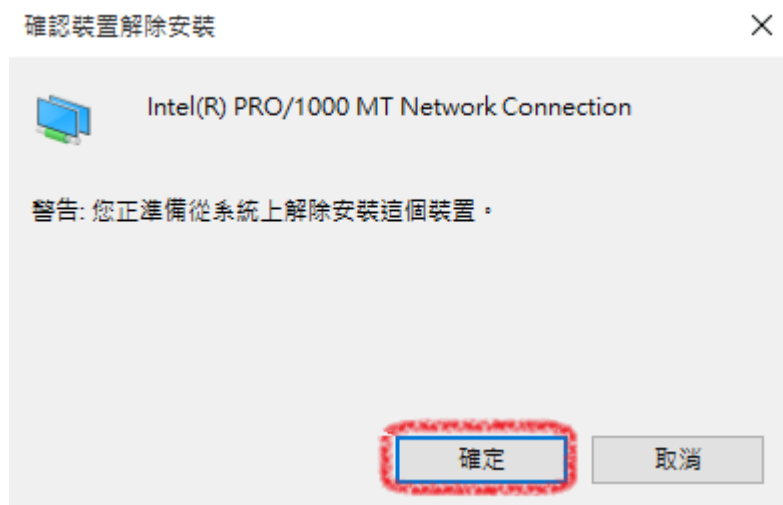 確認裝置解除安裝
Intel(R) PRO/1000 MT Network Connection
警告: 您正準備從系統上解除安裝這個裝置。
確定
取消